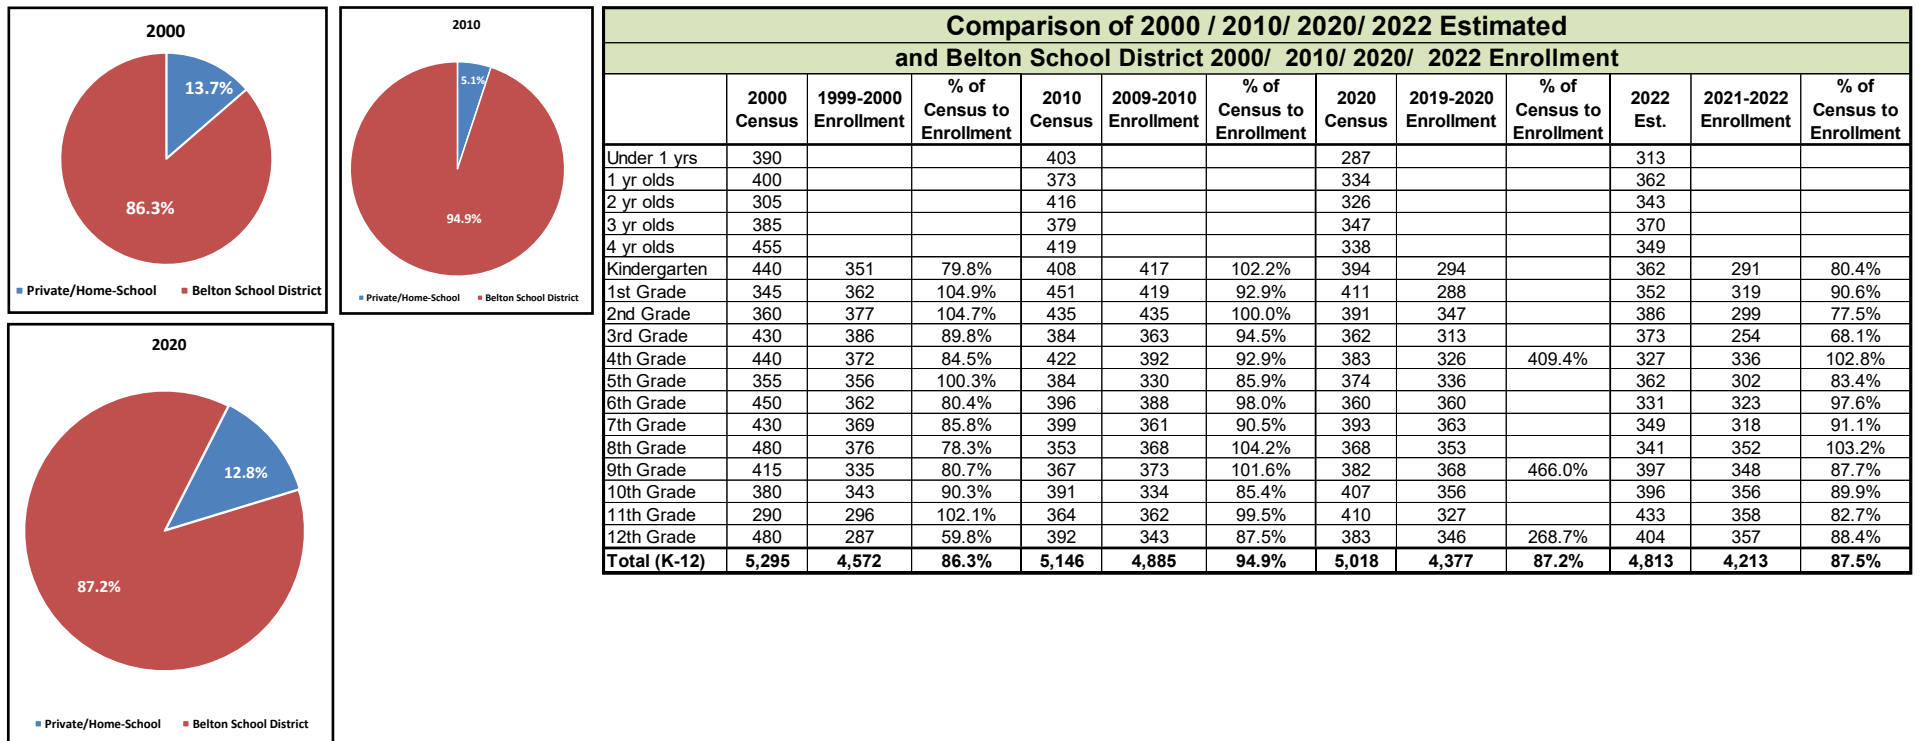 2000
13.7%
86.3%
Private/Home-School Belton School District
2010
5.1%
94.9%
Private/Home-School Belton School District
2020
12.8%
87.2%
Private/Home-School Belton School District
Comparison of 2000 / 2010/ 2020/ 2022 Estimated
and Belton School District 2000/ 2010/ 2020/ 2022 Enrollment
2000 Census 1999-2000 Enrollment % of Census to Enrollment 2010 Census 2009-2010 Enrollment % of Census to Enrollment 2020 Census 2019-2020 Enrollment % of Census to Enrollment 2022 Est. 2021-2022 Enrollment % of Census to Enrollment
Under 1 yrs 390 403 287 313
1 yr olds 400 373 334 362
2 yr olds 305 416 326 343
3 yr olds 385 379 347 370
4 yr olds 455 419 338 349
Kindergarten 440 351 79.8% 408 417 102.2% 394 294 362 291 80.4%
1st Grade 345 362 104.9% 451 419 92.9% 411 288 352 319 90.6%
2nd Grade 360 377 104.7% 435 435 100.0% 391 347 386 299 77.5%
3rd Grade 430 386 89.8% 384 363 94.5% 362 313 373 254 68.1%
4th Grade 440 372 84.5% 422 392 92.9% 383 326 409.4% 327 336 102.8%
5th Grade 355 356 100.3% 384 330 85.9% 374 336 362 302 83.4%
6th Grade 450 362 80.4% 396 388 98.0% 360 360 331 323 97.6%
7th Grade 430 369 85.8% 399 361 90.5% 393 363 349 318 91.1%
8th Grade 480 376 78.3% 353 368 104.2% 368 353 341 352 103.2%
9th Grade 415 335 80.7% 367 373 101.6% 382 368 466.0% 397 348 87.7%
10th Grade 380 343 90.3% 391 334 85.4% 407 356 396 356 89.9%
11th Grade 290 296 102.1% 364 362 99.5% 410 327 433 358 82.7%
12th Grade 480 287 59.8% 392 343 87.5% 383 346 268.7% 404 357 88.4%
Total (K-12) 5,295 4,572 86.3% 5,146 4,885 94.9% 5,018 4,377 87.2% 4,813 4,213 87.5%